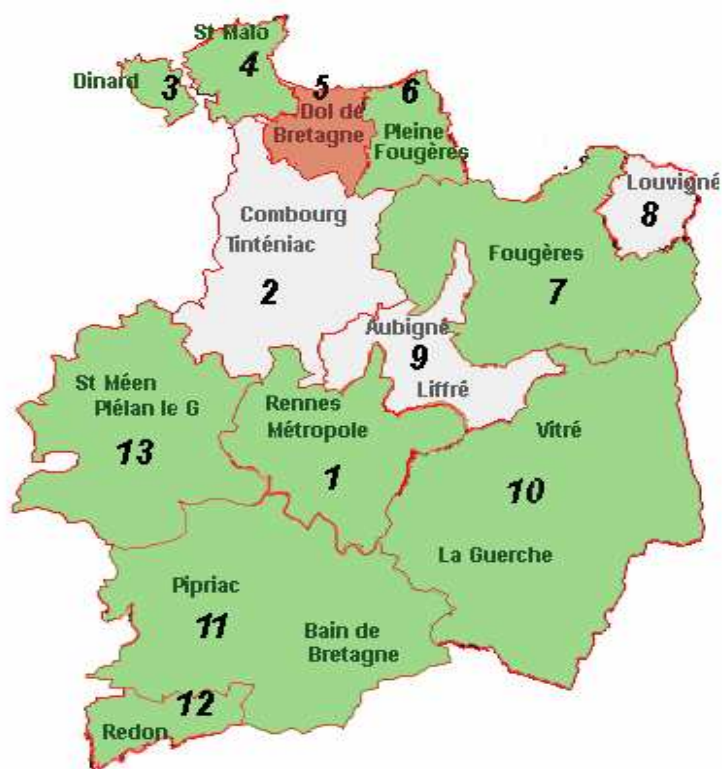 St Malo
4
Dinard
3
5
Dol de
Bretagne
6
Pleine
Fougères
Louvigné
8
Combourg
Tinténiac
2
Fougères
7
Aubigné
9
Liffré
St Méen
Plélan le G
13
Rennes
Métropole
1
Vitré
10
La Guerche
Pipriac
11
Bain de
Bretagne
12
Redon